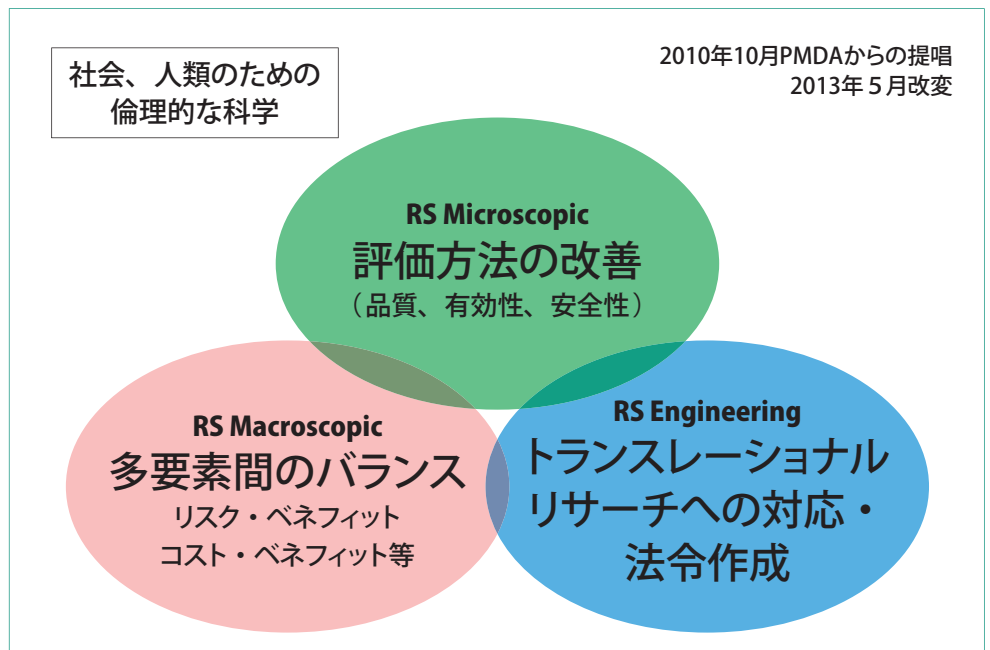 社会、人類のための
倫理的な科学
2010年10月PMDAからの提唱
2013年５月改変
RS Microscopic
評価方法の改善
（品質、有効性、安全性）
RS Macroscopic
多要素間のバランス
リスク・ベネフィット
コスト・ベネフィット等
RS Engineering
トランスレーショナル
リサーチへの対応・
法令作成